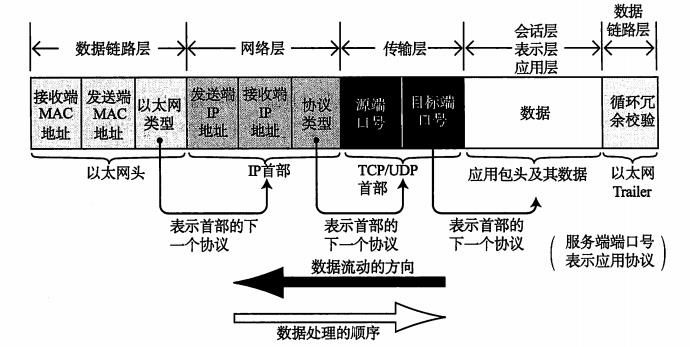 数据链路层
网络层
传输层
会话层
表示层
应用层
数据
链路层
接收端
MAC
地址
发送端
MAC
地址
以太网
类型
发送端
IP
地址
接收端
IP
地址
协议
类型
源端
口号
目标端
口号
数据
循环冗
余校验
以太网头
IP首部
TCP/UDP
首部
应用包头及其数据
以太网
Trailer
表示首部的下
一个协议
表示首部的
下一个协议
表示首部的
下一个协议
(服务端端口号
表示应用协议)
数据流动的方向
数据处理的顺序